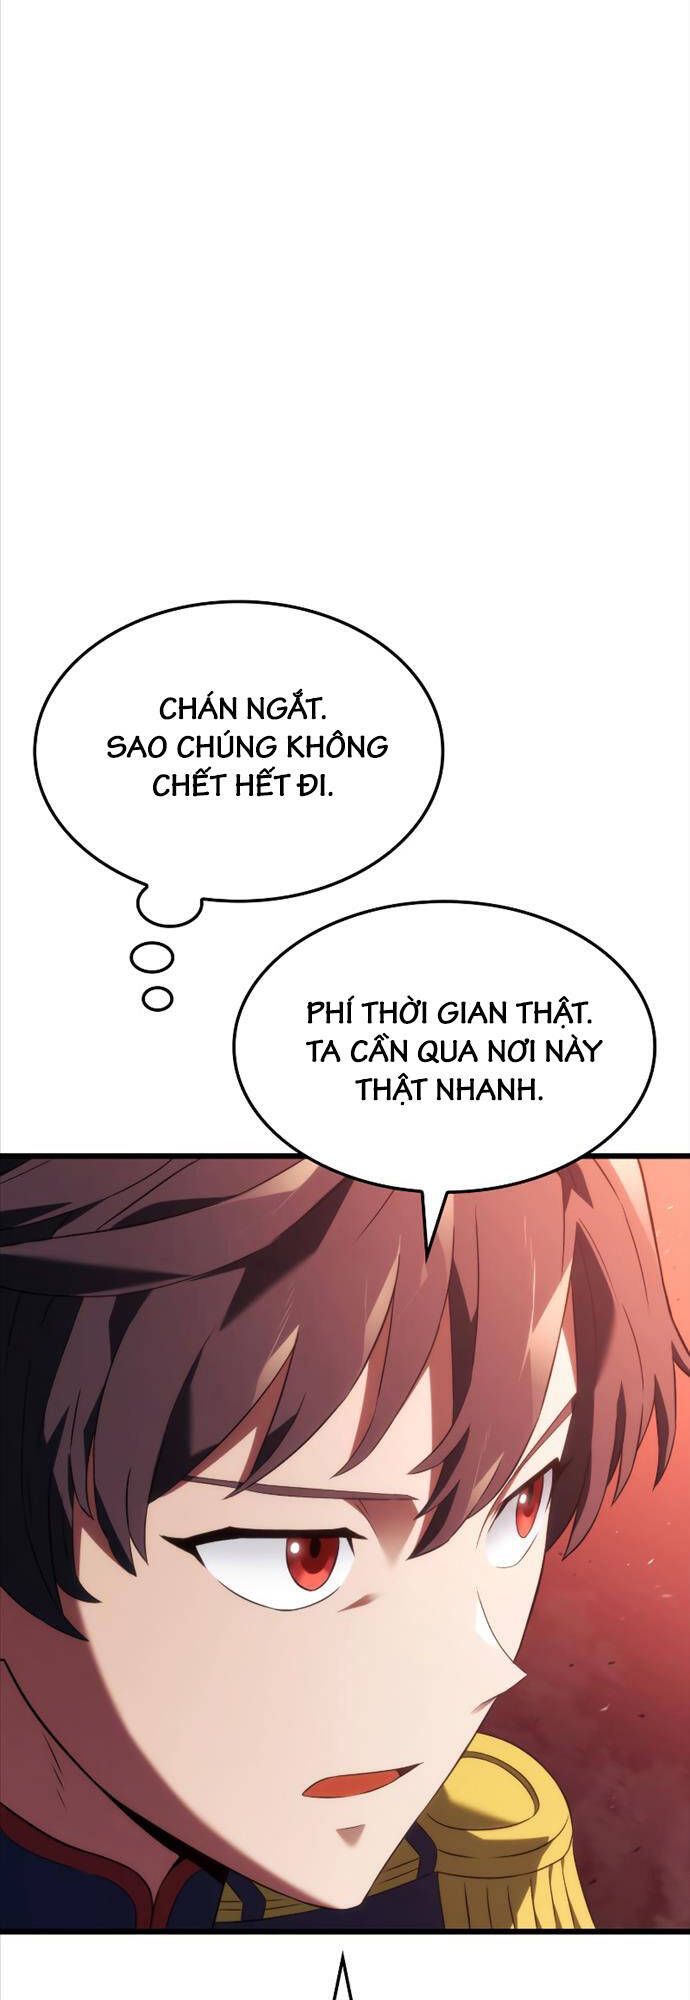 CHÁN NGẮT.
SAO CHÚNG KHÔNG
CHẾT HẾT ĐI.
PHÍ THỜI GIAN THẬT.
TA CẦN QUA NƠI NÀY
THẬT NHANH.